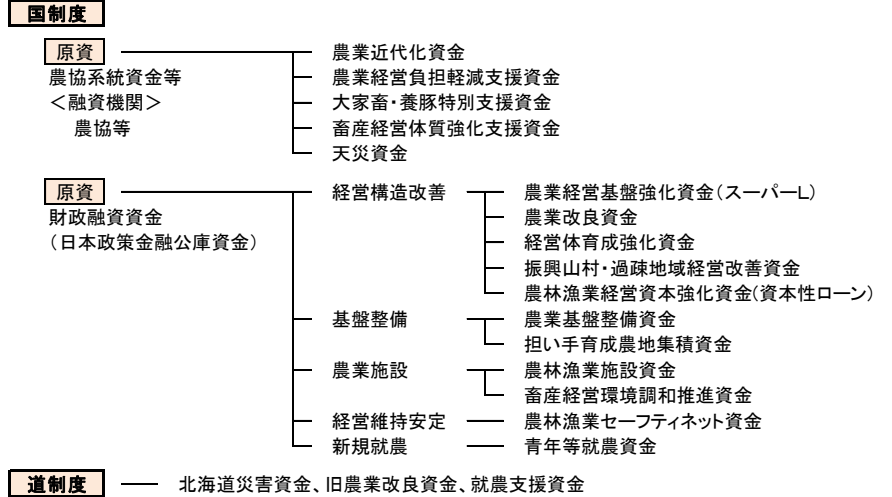 国制度
原資 農業近代化資金
農協系統資金等 農業経営負担軽減支援資金
＜融資機関＞ 大家畜・養豚特別支援資金
農協等 畜産経営体質強化支援資金
天災資金
原資 経営構造改善 農業経営基盤強化資金（スーパーL）
財政融資資金 農業改良資金
（日本政策金融公庫資金） 経営体育成強化資金
振興山村・過疎地域経営改善資金
農林漁業経営資本強化資金(資本性ローン)
基盤整備 農業基盤整備資金
担い手育成農地集積資金
農業施設 農林漁業施設資金
畜産経営環境調和推進資金
経営維持安定 農林漁業セーフティネット資金
新規就農 青年等就農資金
道制度 北海道災害資金、旧農業改良資金、就農支援資金